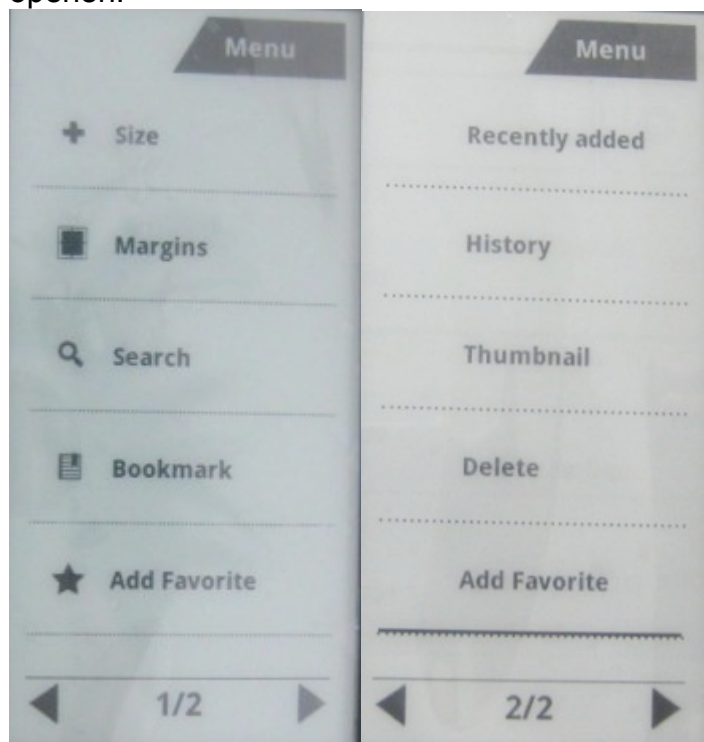 Menu
Size
Margins
Search
Bookmark
Add Favorite
1/2
Menu
Recently added
History
Thumbnail
Delete
Add Favorite
2/2